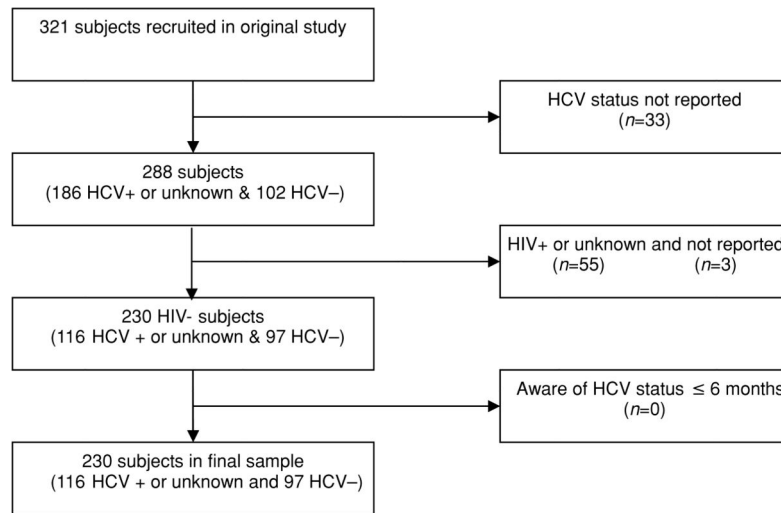 321 subjects recruited in original study
HCV status not reported
(n=33)
288 subjects
(186 HCV+ or unknown & 102 HCV–)
HIV+ or unknown and not reported
(n=55) (n=3)
230 HIV- subjects
(116 HCV + or unknown & 97 HCV–)
Aware of HCV status ≤ 6 months
(n=0)
230 subjects in final sample
(116 HCV + or unknown and 97 HCV–)